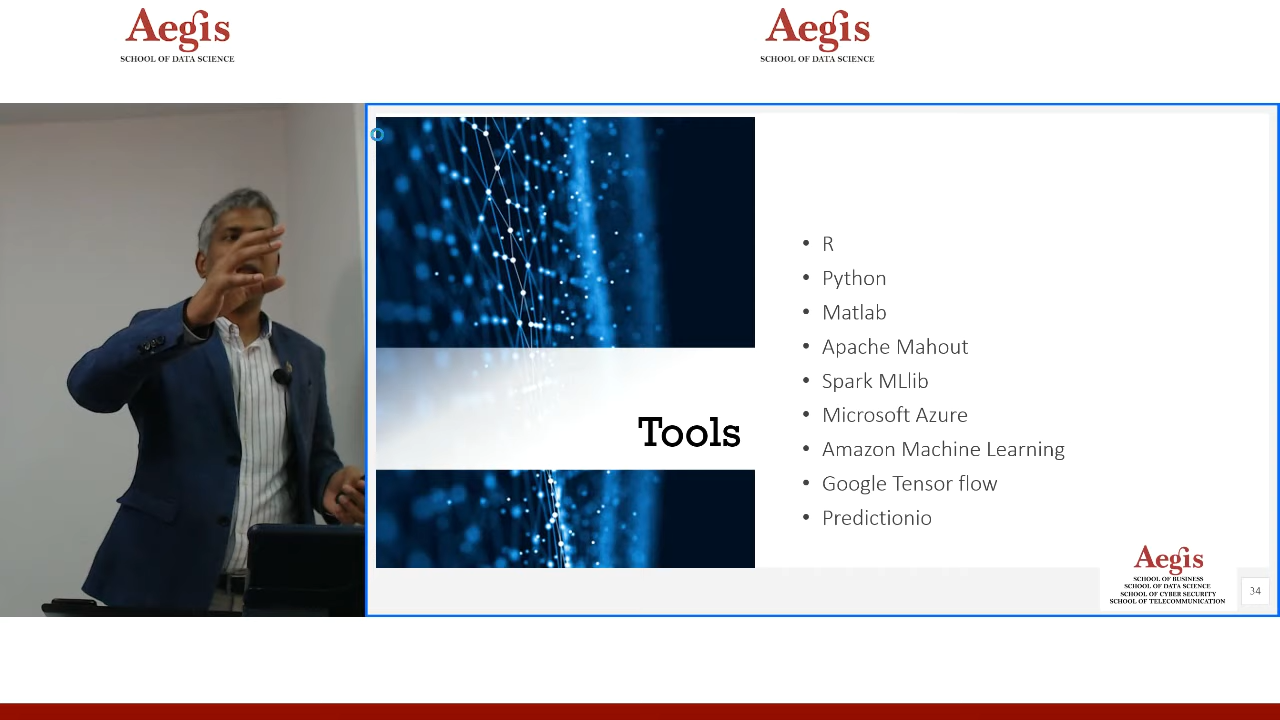 Aegis
SCHOOL OF DATA SCIENCE
Aegis
SCHOOL OF DATA SCIENCE
Tools
• R
• Python
• Matlab
• Apache Mahout
• Spark MLlib
• Microsoft Azure
• Amazon Machine Learning
• Google Tensor flow
• Predictionio
Aegis
SCHOOL OF BUSINESS
SCHOOL OF DATA SCIENCE
SCHOOL OF CYBER SECURITY
SCHOOL OF TELECOMMUNICATION
34